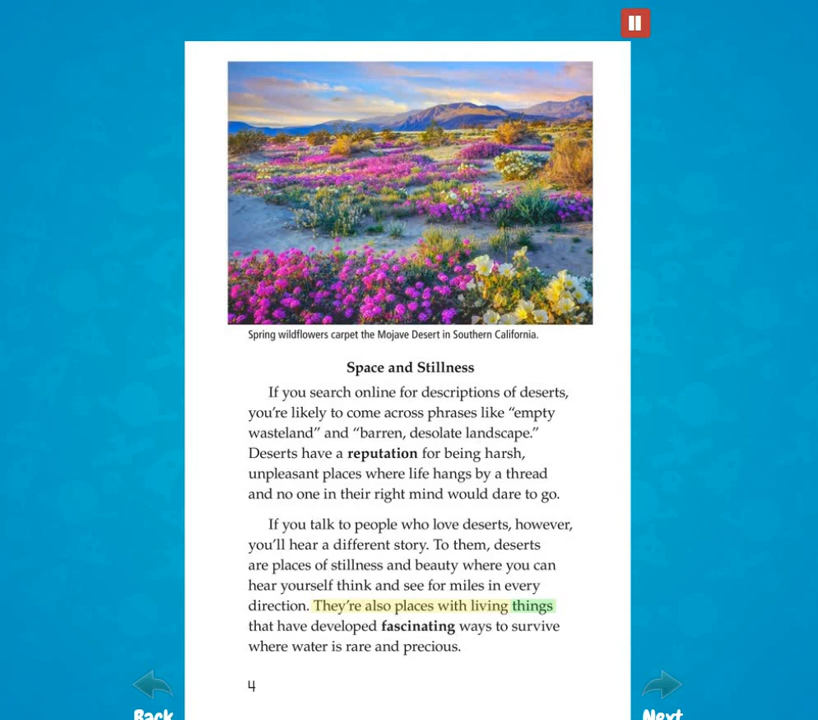 Spring wildflowers carpet the Mojave Desert in Southern California.
Space and Stillness
If you search online for descriptions of deserts,
you’re likely to come across phrases like “empty
wasteland” and “barren, desolate landscape.”
Deserts have a reputation for being harsh,
unpleasant places where life hangs by a thread
and no one in their right mind would dare to go.
If you talk to people who love deserts, however,
you’ll hear a different story. To them, deserts
are places of stillness and beauty where you can
hear yourself think and see for miles in every
direction. They’re also places with living things
that have developed fascinating ways to survive
where water is rare and precious.
4
Back
Next